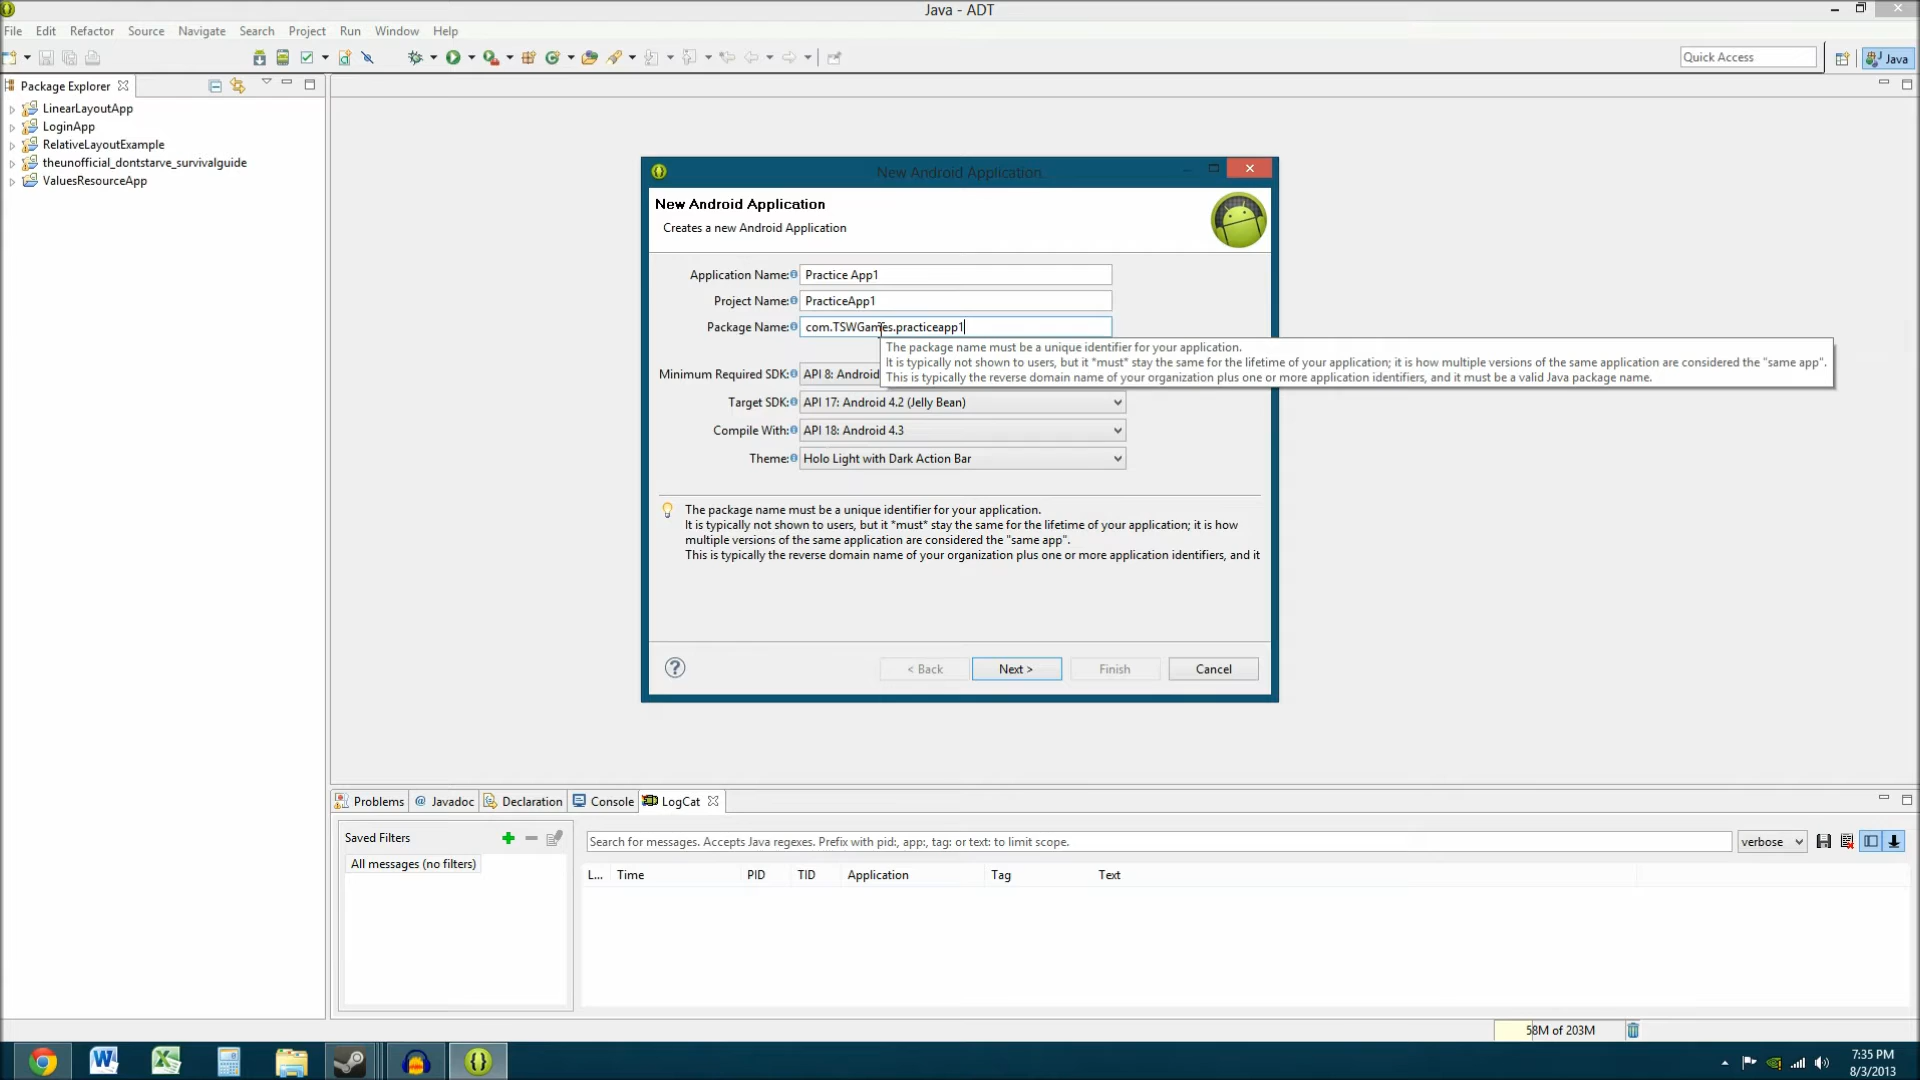 Java - ADT
File Edit Refactor Source Navigate Search Project Run Window Help
Quick Access
Java
Package Explorer
LinearLayoutApp
LoginApp
RelativeLayoutExample
theunofficial_dontstarve_survivalguide
ValuesResourceApp
New Android Application
New Android Application
Creates a new Android Application
Application Name: Practice App1
Project Name: PracticeApp1
Package Name: com.TSWGames.practiceapp1
The package name must be a unique identifier for your application.
It is typically not shown to users, but it *must* stay the same for the lifetime of your application; it is how multiple versions of the same application are considered the "same app".
This is typically the reverse domain name of your organization plus one or more application identifiers, and it must be a valid Java package name.
Minimum Required SDK: API 8: Android
Target SDK: API 17: Android 4.2 (Jelly Bean)
Compile With: API 18: Android 4.3
Theme: Holo Light with Dark Action Bar
The package name must be a unique identifier for your application.
It is typically not shown to users, but it *must* stay the same for the lifetime of your application; it is how
multiple versions of the same application are considered the "same app".
This is typically the reverse domain name of your organization plus one or more application identifiers, and it
< Back Next > Finish Cancel
Problems @ Javadoc Declaration Console LogCat
Saved Filters
All messages (no filters)
Search for messages. Accepts Java regexes. Prefix with pid:, app:, tag: or text: to limit scope.
verbose
L... Time PID TID Application Tag Text
58M of 203M
7:35 PM
8/3/2013